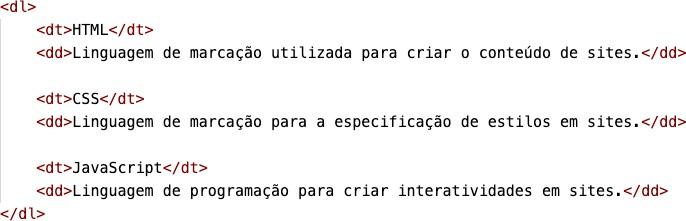 <dl>
<dt>HTML</dt>
<dd>Linguagem de marcação utilizada para criar o conteúdo de sites.</dd>
<dt>CSS</dt>
<dd>Linguagem de marcação para a especificação de estilos em sites.</dd>
<dt>JavaScript</dt>
<dd>Linguagem de programação para criar interatividades em sites.</dd>
</dl>